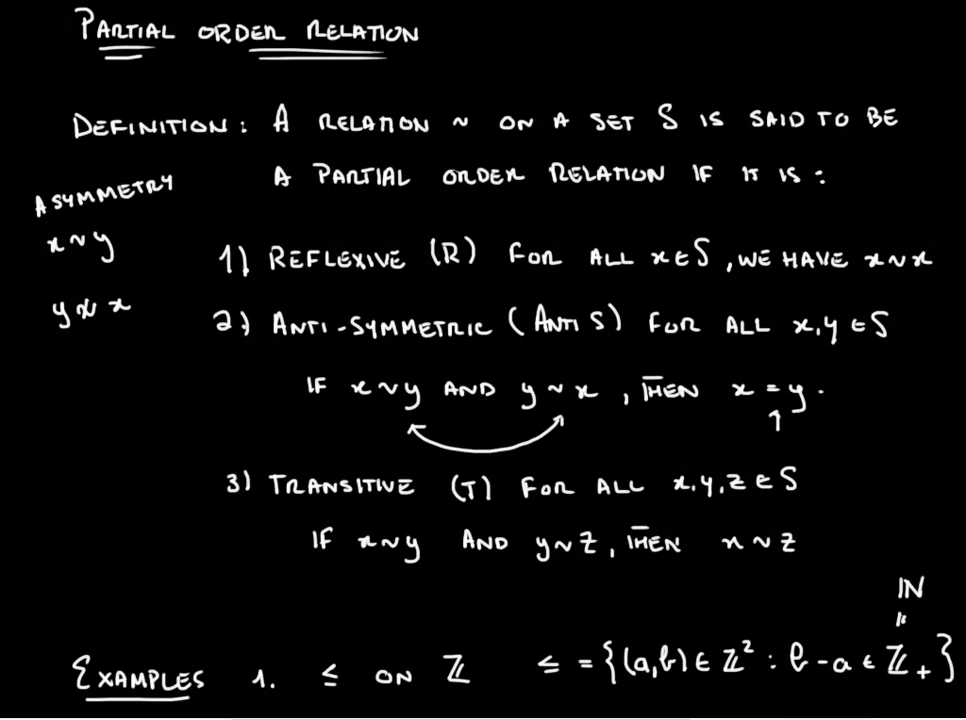 PARTIAL ORDER RELATION
DEFINITION: A RELATION ~ ON A SET S IS SAID TO BE
A PARTIAL ORDER RELATION IF IT IS:
ASYMMETRY
x ~ y
y ≁ x
1) REFLEXIVE (R) FOR ALL x ∈ S, WE HAVE x ~ x
2) ANTI-SYMMETRIC (ANTI S) FOR ALL x, y ∈ S
IF x ~ y AND y ~ x, THEN x = y.
↑
3) TRANSITIVE (T) FOR ALL x, y, z ∈ S
IF x ~ y AND y ~ z, THEN x ~ z
ℕ
"
EXAMPLES 1. ≤ ON ℤ ≤ = {(a,b) ∈ ℤ² : b - a ∈ ℤ₊}